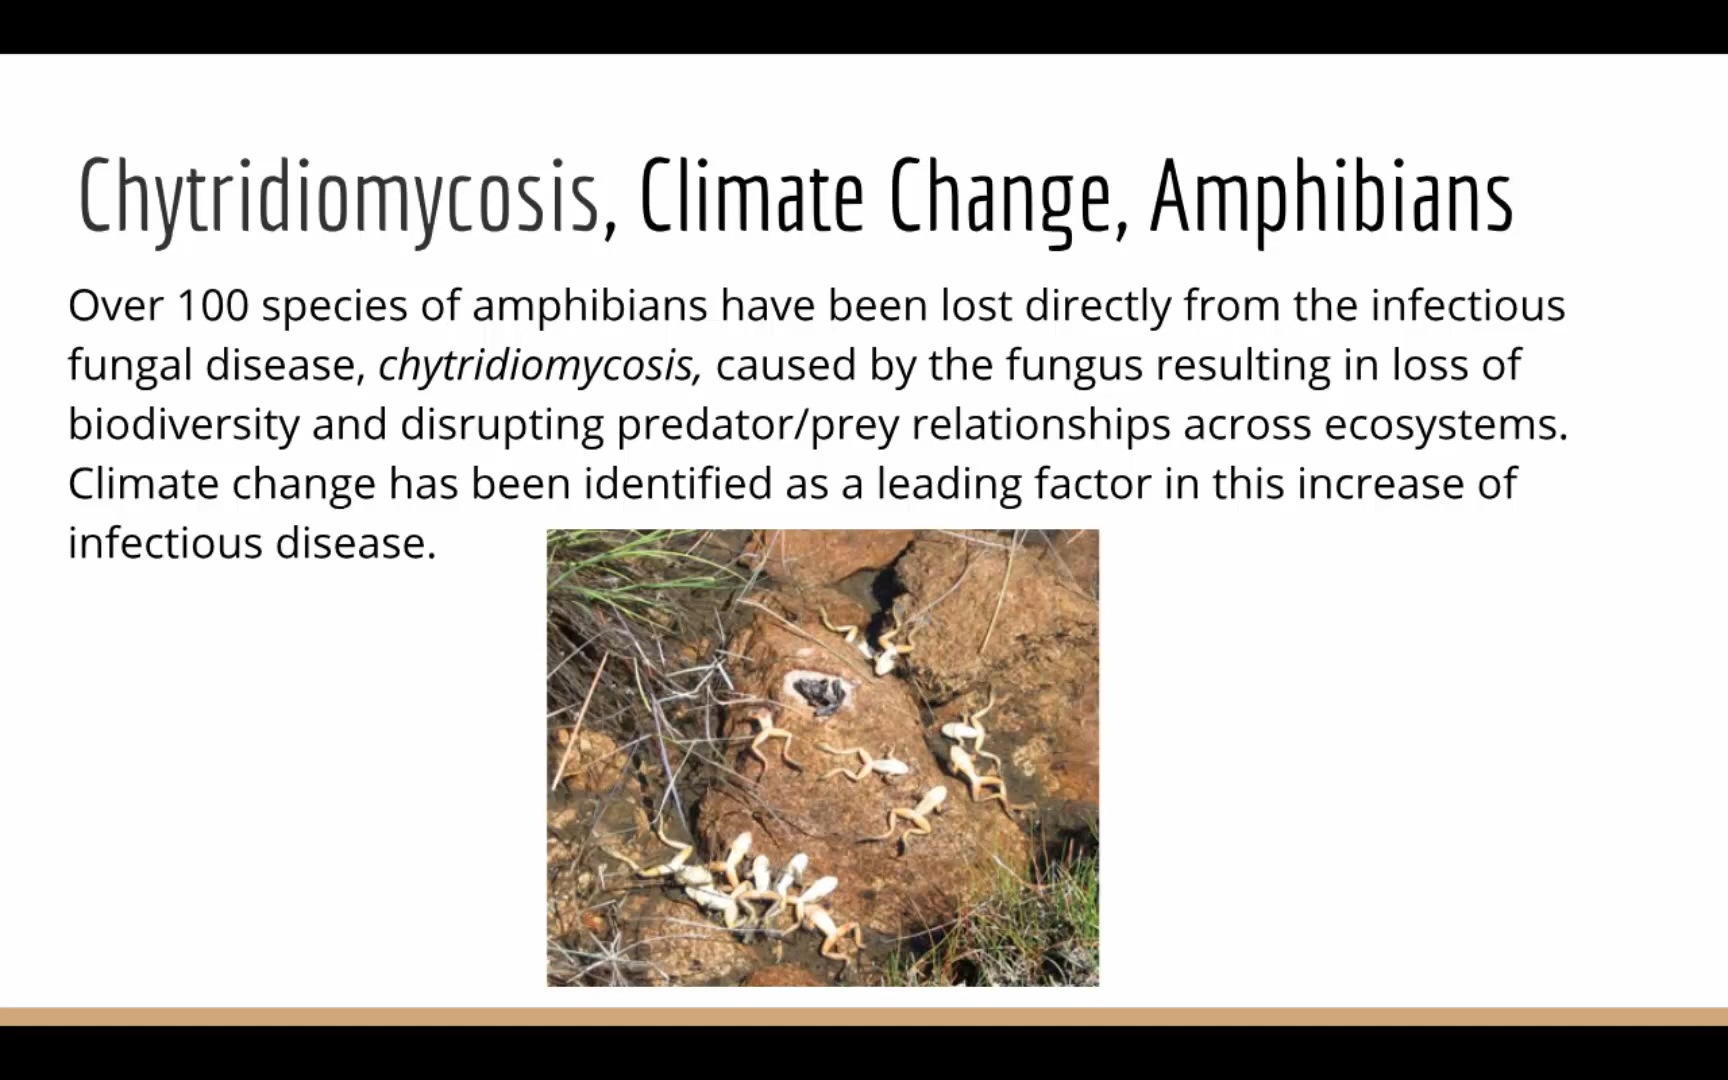 Chytridiomycosis, Climate Change, Amphibians
Over 100 species of amphibians have been lost directly from the infectious
fungal disease, chytridiomycosis, caused by the fungus resulting in loss of
biodiversity and disrupting predator/prey relationships across ecosystems.
Climate change has been identified as a leading factor in this increase of
infectious disease.